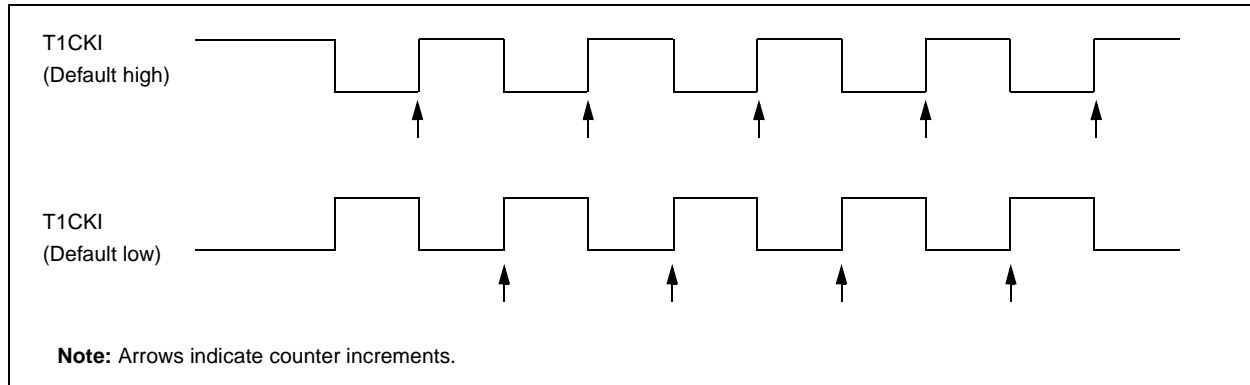 T1CKI
(Default high)
T1CKI
(Default low)
Note: Arrows indicate counter increments.